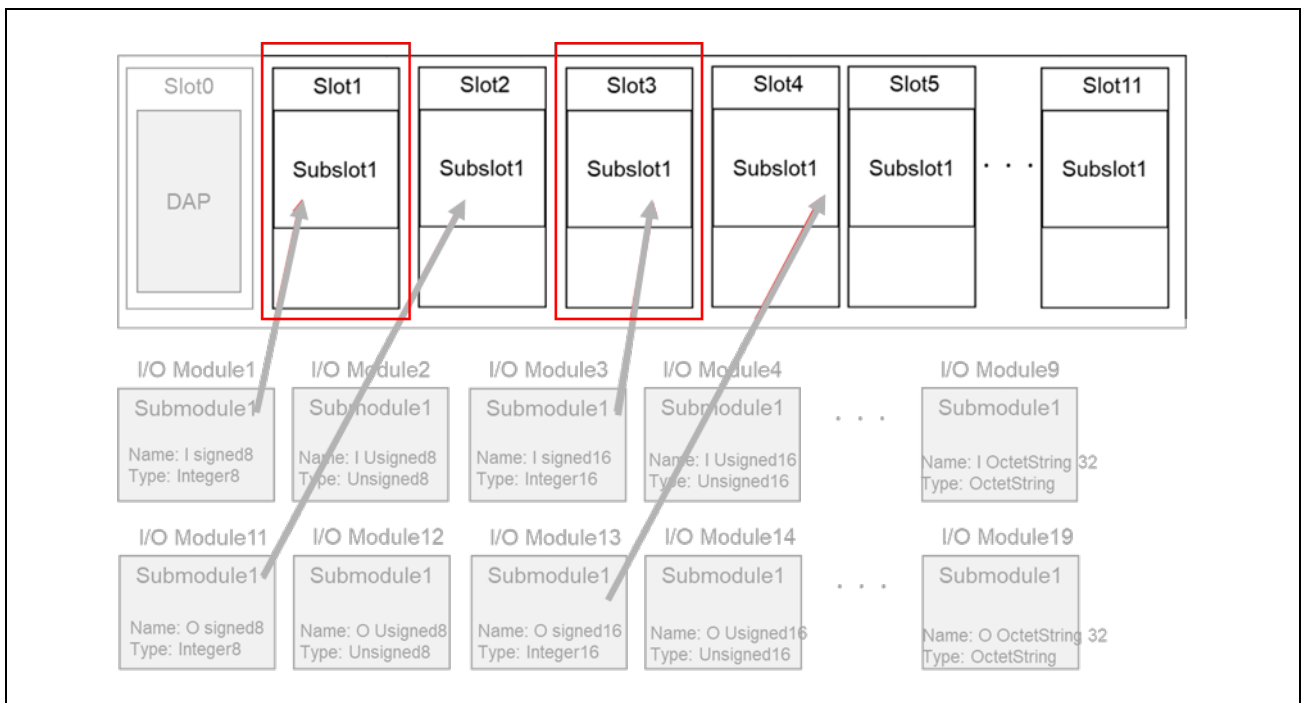 Slot0 Slot1 Slot2 Slot3 Slot4 Slot5 Slot11
DAP Subslot1 Subslot1 Subslot1 Subslot1 Subslot1 . . . Subslot1
I/O Module1 I/O Module2 I/O Module3 I/O Module4 I/O Module9
Submodule1 Submodule1 Submodule1 Submodule1 . . . Submodule1
Name: I signed8 Name: I Usigned8 Name: I signed16 Name: I Usigned16 Name: I OctetString 32
Type: Integer8 Type: Unsigned8 Type: Integer16 Type: Unsigned16 Type: OctetString
I/O Module11 I/O Module12 I/O Module13 I/O Module14 I/O Module19
Submodule1 Submodule1 Submodule1 Submodule1 . . . Submodule1
Name: O signed8 Name: O Usigned8 Name: O signed16 Name: O Usigned16 Name: O OctetString 32
Type: Integer8 Type: Unsigned8 Type: Integer16 Type: Unsigned16 Type: OctetString